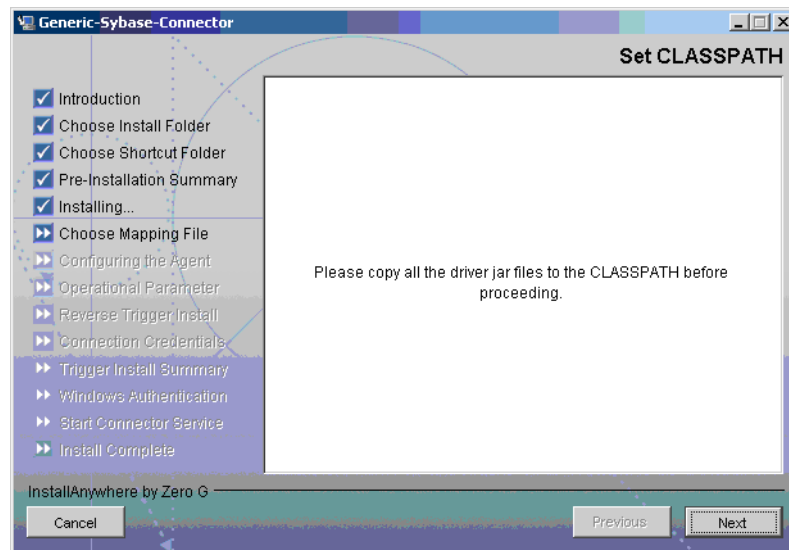 Generic-Sybase-Connector
Set CLASSPATH
Introduction
Choose Install Folder
Choose Shortcut Folder
Pre-Installation Summary
Installing...
Choose Mapping File
Configuring the Agent
Operational Parameter
Reverse Trigger Install
Connection Credentials
Trigger Install Summary
Windows Authentication
Start Connector Service
Install Complete
Please copy all the driver jar files to the CLASSPATH before
proceeding.
InstallAnywhere by Zero G
Cancel
Previous
Next